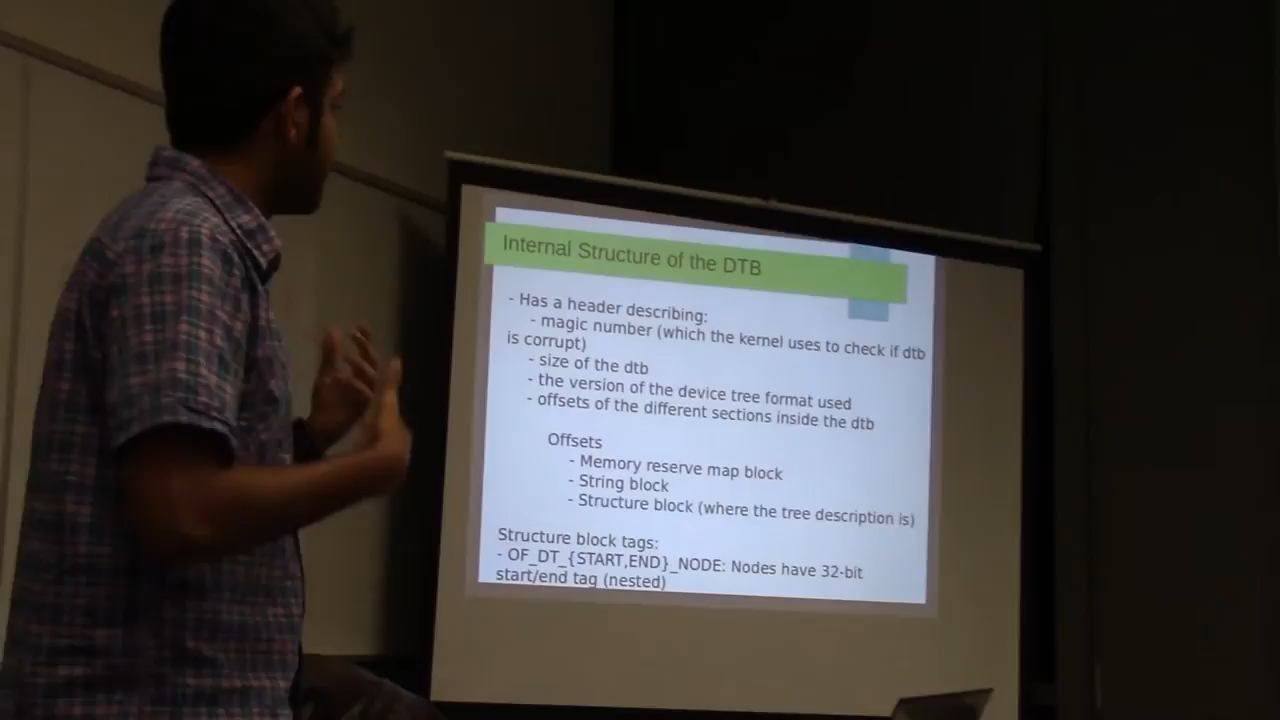 Internal Structure of the DTB
- Has a header describing:
- magic number (which the kernel uses to check if dtb
is corrupt)
- size of the dtb
- the version of the device tree format used
- offsets of the different sections inside the dtb
Offsets
- Memory reserve map block
- String block
- Structure block (where the tree description is)
Structure block tags:
- OF_DT_{START,END}_NODE: Nodes have 32-bit
start/end tag (nested)